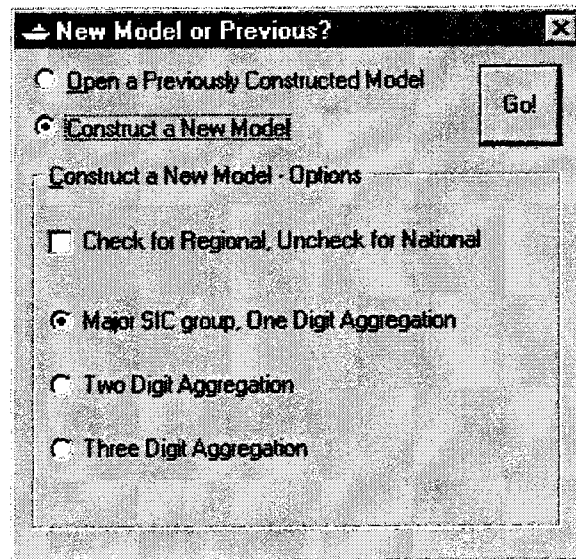 New Model or Previous?
Open a Previously Constructed Model
Go!
Construct a New Model
Construct a New Model - Options
Check for Regional, Uncheck for National
Major SIC group, One Digit Aggregation
Two Digit Aggregation
Three Digit Aggregation